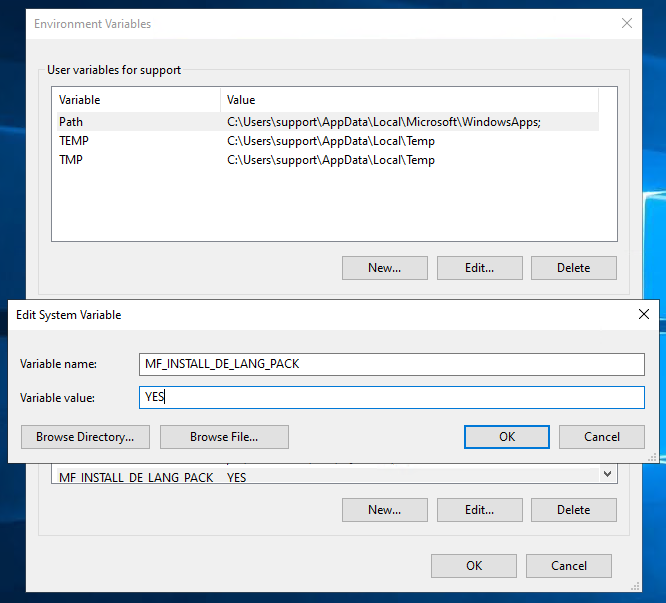 Environment Variables
User variables for support
Variable Value
Path C:\Users\support\AppData\Local\Microsoft\WindowsApps;
TEMP C:\Users\support\AppData\Local\Temp
TMP C:\Users\support\AppData\Local\Temp
New... Edit... Delete
Edit System Variable
Variable name: MF_INSTALL_DE_LANG_PACK
Variable value: YES
Browse Directory... Browse File... OK Cancel
MF_INSTALL_DE_LANG_PACK YES
New... Edit... Delete
OK Cancel